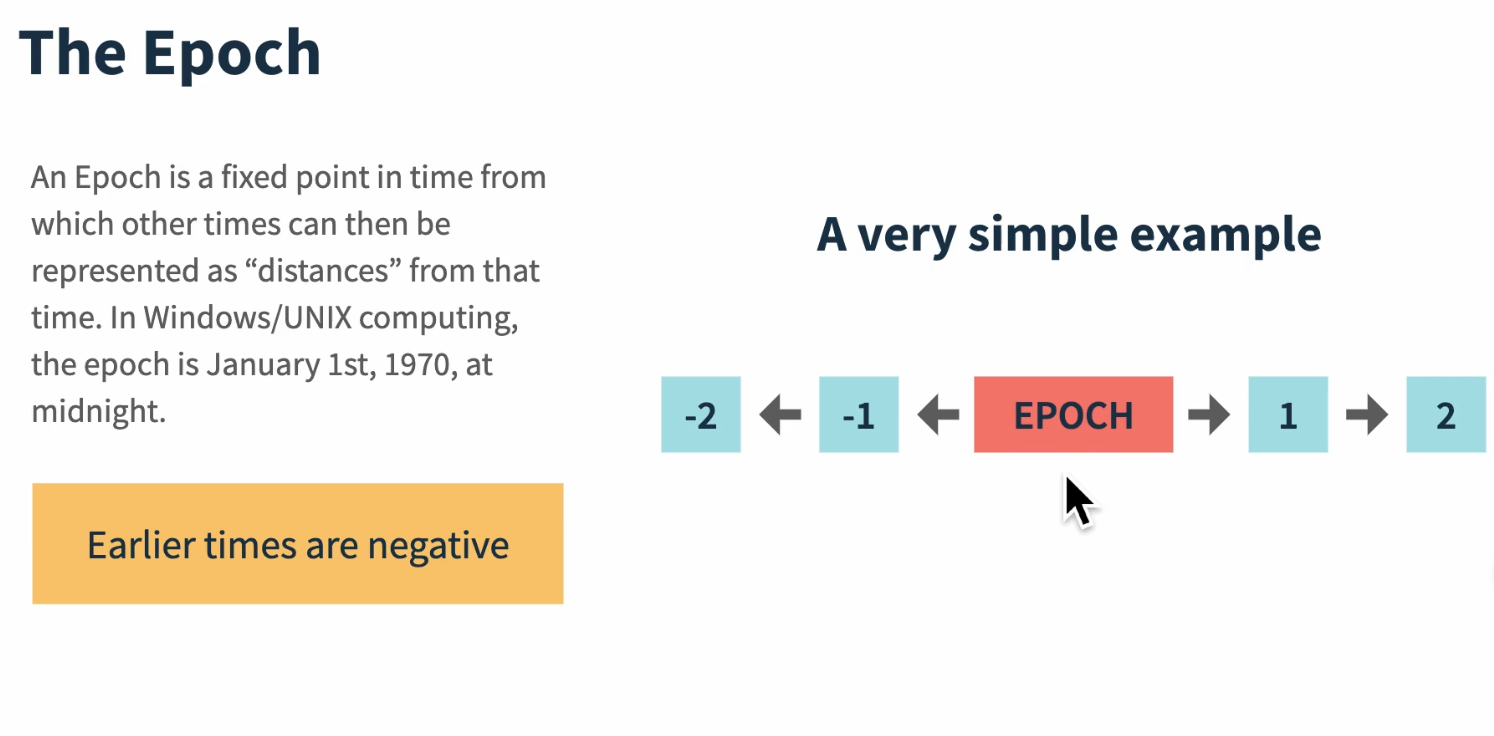 The Epoch
An Epoch is a fixed point in time from
which other times can then be
represented as “distances” from that
time. In Windows/UNIX computing,
the epoch is January 1st, 1970, at
midnight.
Earlier times are negative
A very simple example
-2 -1 EPOCH 1 2